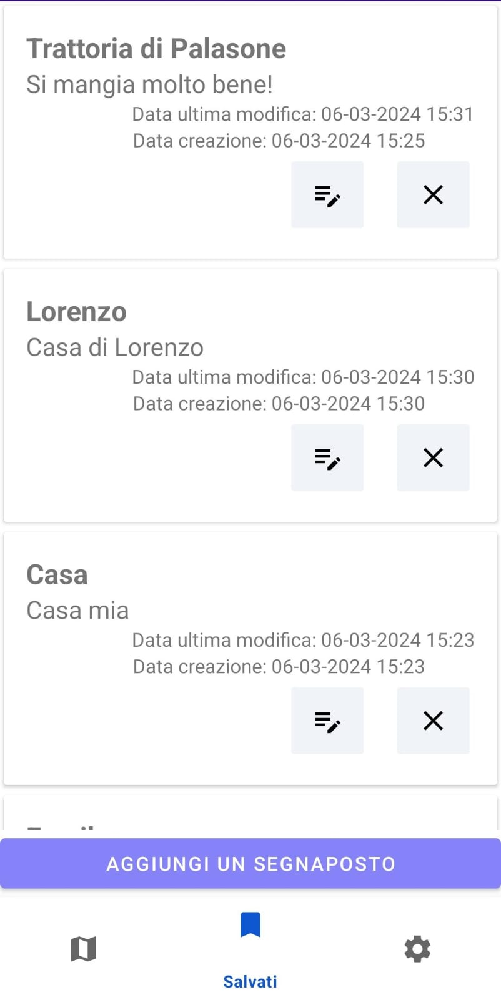 Trattoria di Palasone
Si mangia molto bene!
Data ultima modifica: 06-03-2024 15:31
Data creazione: 06-03-2024 15:25
Lorenzo
Casa di Lorenzo
Data ultima modifica: 06-03-2024 15:30
Data creazione: 06-03-2024 15:30
Casa
Casa mia
Data ultima modifica: 06-03-2024 15:23
Data creazione: 06-03-2024 15:23
AGGIUNGI UN SEGNAPOSTO
Salvati